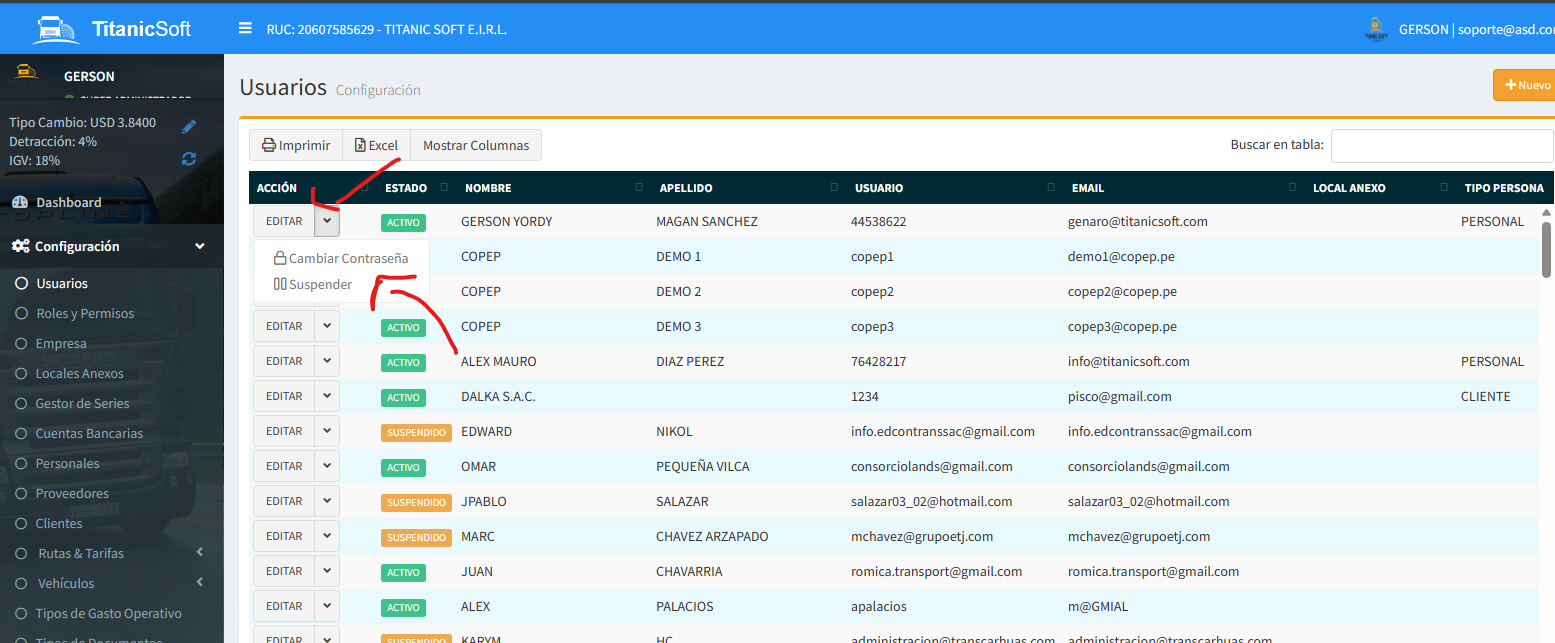 TitanicSoft
RUC: 20607585629 - TITANIC SOFT E.I.R.L.
GERSON | soporte@asd.co
GERSON
Tipo Cambio: USD 3.8400
Detracción: 4%
IGV: 18%
Dashboard
Configuración
Usuarios
Roles y Permisos
Empresa
Locales Anexos
Gestor de Series
Cuentas Bancarias
Personales
Proveedores
Clientes
Rutas & Tarifas
Vehículos
Tipos de Gasto Operativo
Tipos de Documentos
Usuarios Configuración
Nuevo
Imprimir Excel Mostrar Columnas
Buscar en tabla:
ACCIÓN ESTADO NOMBRE APELLIDO USUARIO EMAIL LOCAL ANEXO TIPO PERSONA
EDITAR ACTIVO GERSON YORDY MAGAN SANCHEZ 44538622 genaro@titanicsoft.com PERSONAL
Cambiar Contraseña COPEP DEMO 1 copep1 demo1@copep.pe
Suspender COPEP DEMO 2 copep2 copep2@copep.pe
EDITAR ACTIVO COPEP DEMO 3 copep3 copep3@copep.pe
EDITAR ACTIVO ALEX MAURO DIAZ PEREZ 76428217 info@titanicsoft.com PERSONAL
EDITAR ACTIVO DALKA S.A.C. 1234 pisco@gmail.com CLIENTE
EDITAR SUSPENDIDO EDWARD NIKOL info.edcontranssac@gmail.com info.edcontranssac@gmail.com
EDITAR ACTIVO OMAR PEQUEÑA VILCA consorciolands@gmail.com consorciolands@gmail.com
EDITAR SUSPENDIDO JPABLO SALAZAR salazar03_02@hotmail.com salazar03_02@hotmail.com
EDITAR SUSPENDIDO MARC CHAVEZ ARZAPADO mchavez@grupoetj.com mchavez@grupoetj.com
EDITAR ACTIVO JUAN CHAVARRIA romica.transport@gmail.com romica.transport@gmail.com
EDITAR ACTIVO ALEX PALACIOS apalacios m@GMIAL
EDITAR SUSPENDIDO KARYM HC administracion@transcarhuas.com administracion@transcarhuas.com